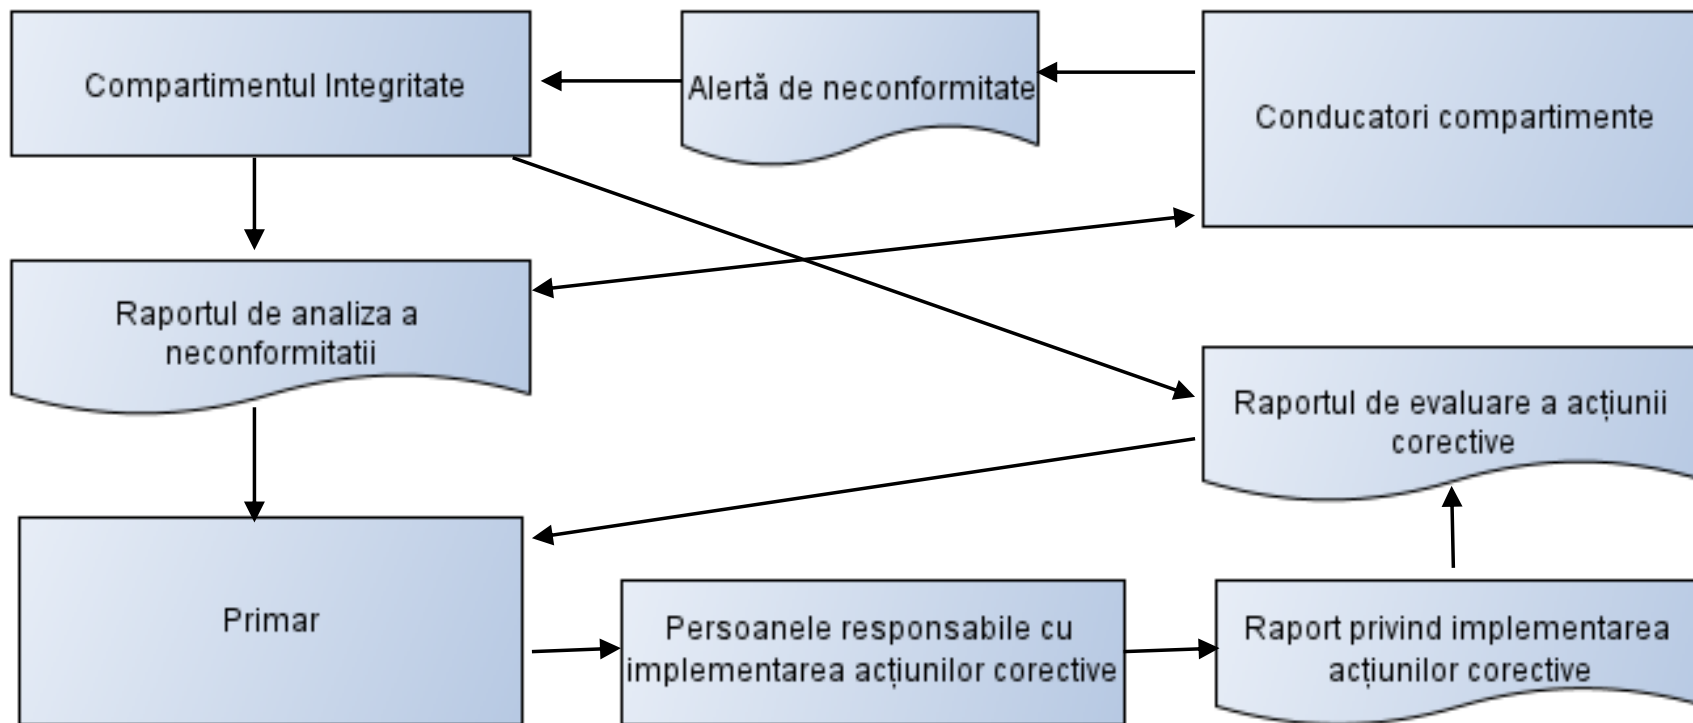 Compartimentul Integritate
Alertă de neconformitate
Conducatori compartimente
Raportul de analiza a
neconformitatii
Raportul de evaluare a acțiunii
corective
Primar
Persoanele responsabile cu
implementarea acțiunilor corective
Raport privind implementarea
acțiunilor corective